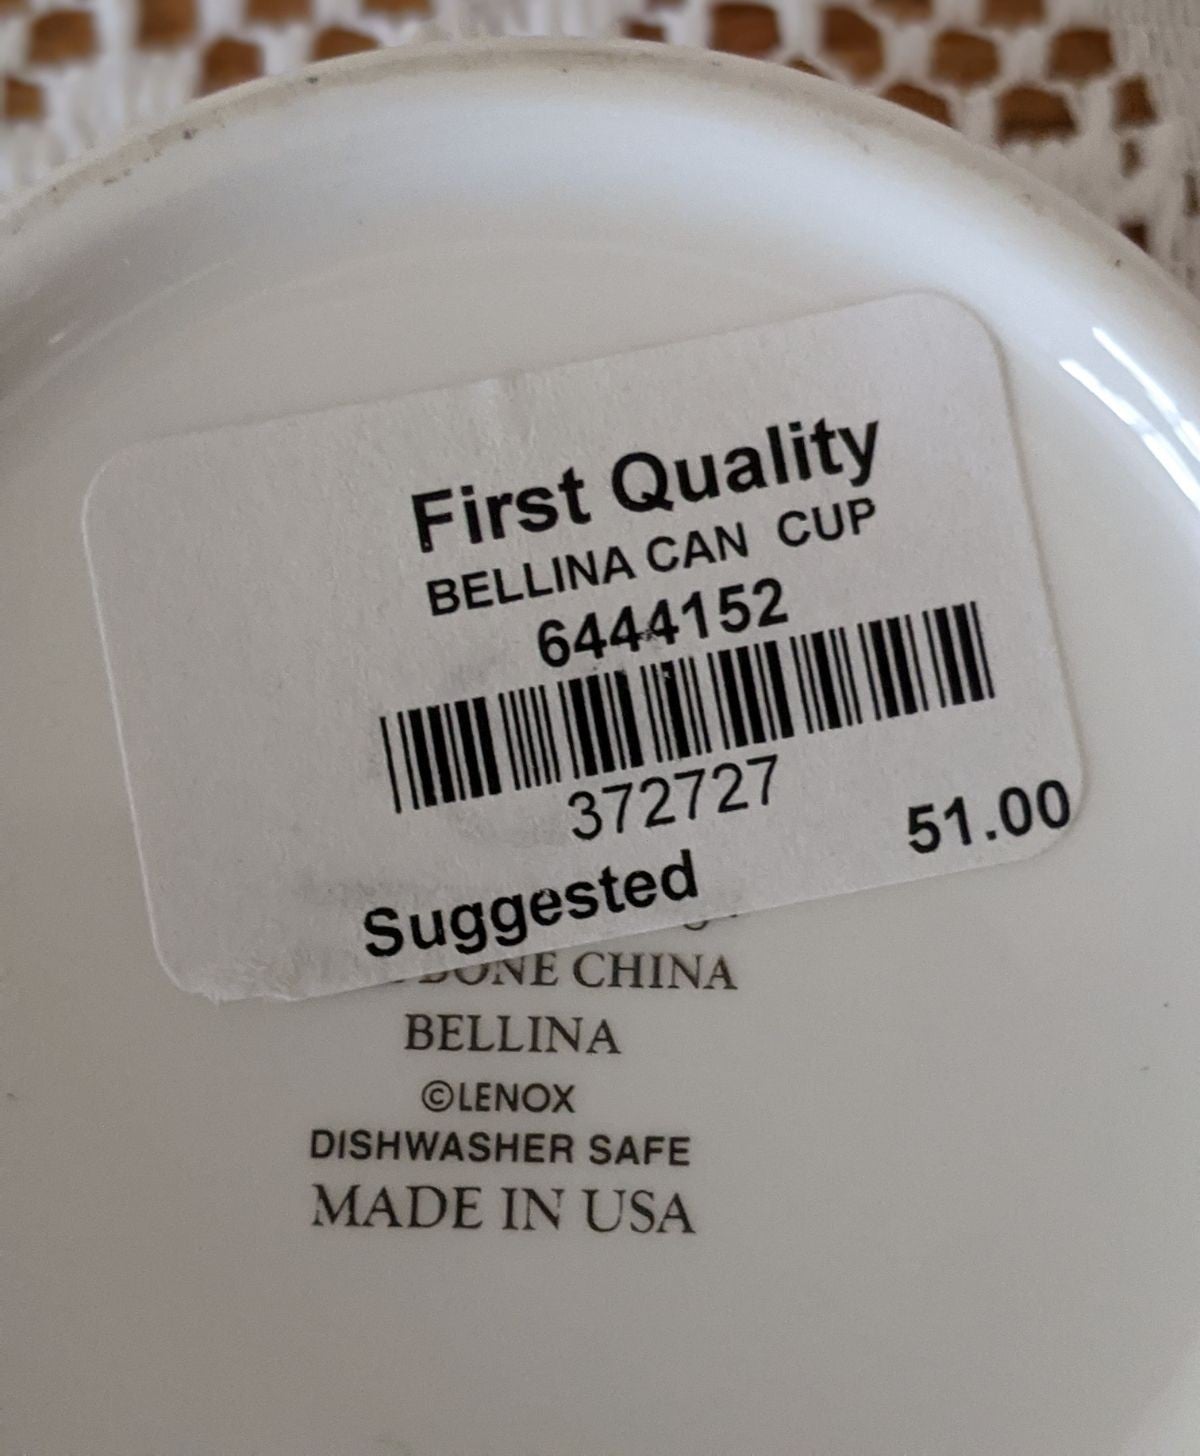 First Quality
BELLINA CAN CUP
6444152
372727
51.00
Suggested
BONE CHINA
BELLINA
©LENOX
DISHWASHER SAFE
MADE IN USA